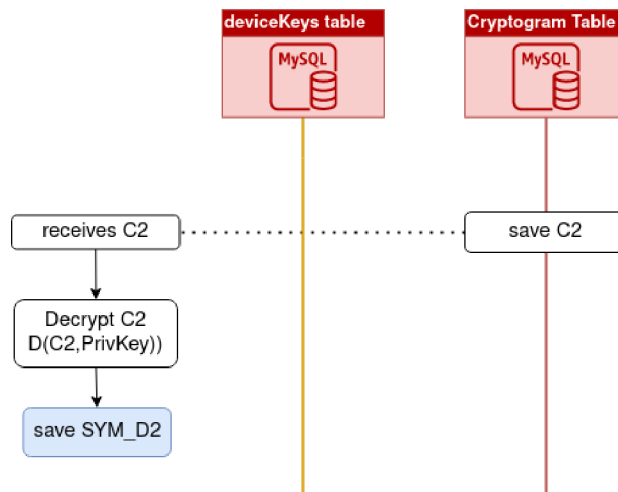 deviceKeys table
Cryptogram Table
MySQL
MySQL
receives C2
save C2
Decrypt C2
D(C2,PrivKey))
save SYM_D2